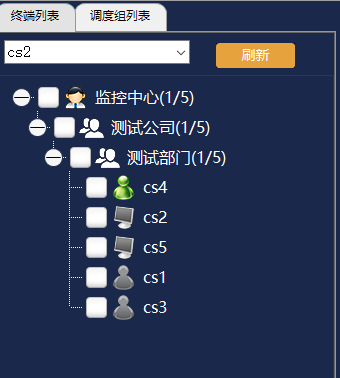 终端列表 调度组列表
cs2 刷新
监控中心(1/5)
测试公司(1/5)
测试部门(1/5)
cs4
cs2
cs5
cs1
cs3